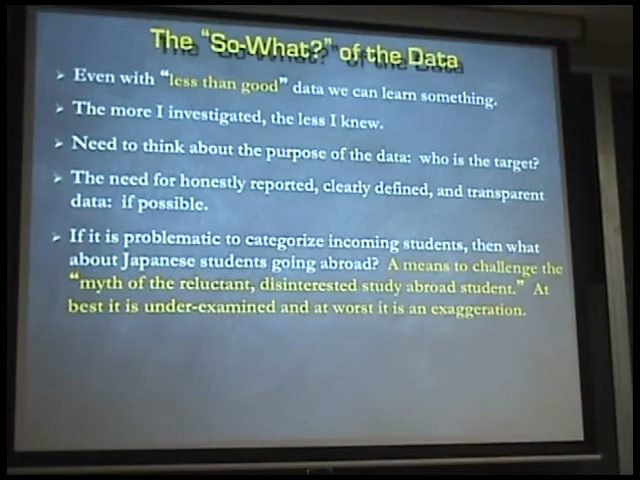 The “So-What?” of the Data
➤ Even with “less than good” data we can learn something.
➤ The more I investigated, the less I knew.
➤ Need to think about the purpose of the data: who is the target?
➤ The need for honestly reported, clearly defined, and transparent
data: if possible.
➤ If it is problematic to categorize incoming students, then what
about Japanese students going abroad? A means to challenge the
“myth of the reluctant, disinterested study abroad student.” At
best it is under-examined and at worst it is an exaggeration.